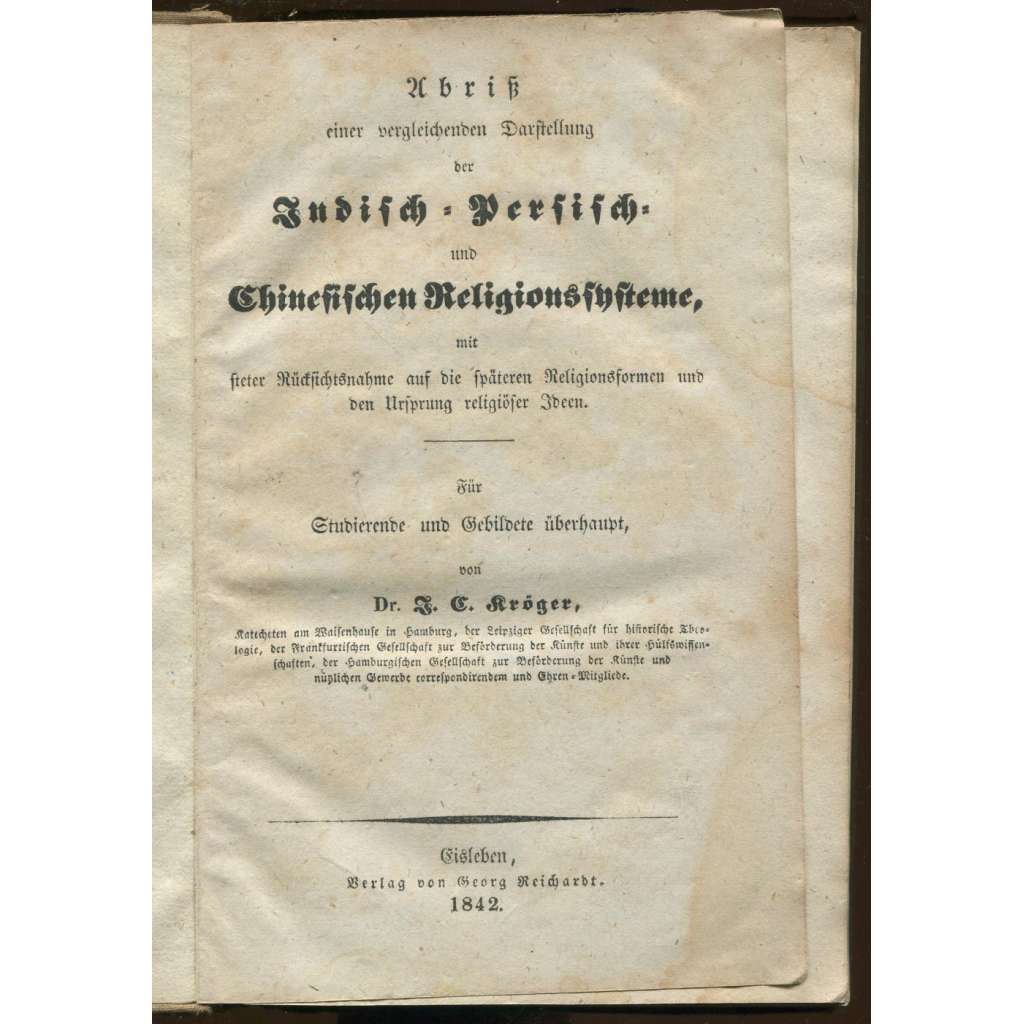 Abriß
einer vergleichenden Darstellung
der
Indisch-Persisch-
und
Chinesischen Religionssysteme,
mit
steter Rücksichtsnahme auf die späteren Religionsformen und
den Ursprung religiöser Ideen.
Für
Studierende und Gebildete überhaupt,
von
Dr. J. C. Kröger,
Katecheten am Waisenhause in Hamburg, der Leipziger Gesellschaft für historische Theo-
logie, der Frankfurtischen Gesellschaft zur Beförderung der Künste und ihrer Hülfswissen-
schaften, der Hamburgischen Gesellschaft zur Beförderung der Künste und
nützlichen Gewerbe correspondirendem und Ehren-Mitgliede.
Eisleben,
Verlag von Georg Reichardt.
1842.